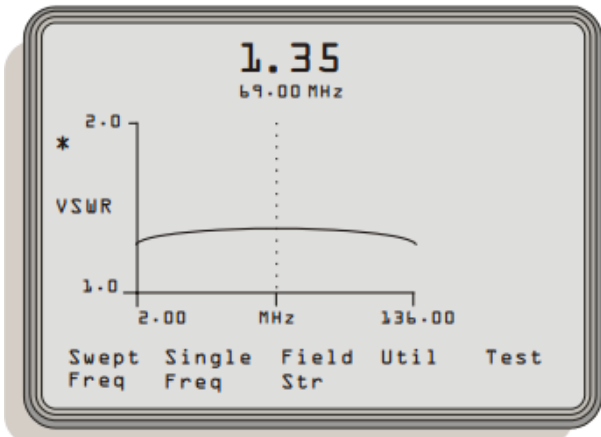 1.35
69.00 MHz
2.0
*
VSWR
1.0
2.00 MHz 136.00
Swept Single Field Util Test
Freq Freq Str